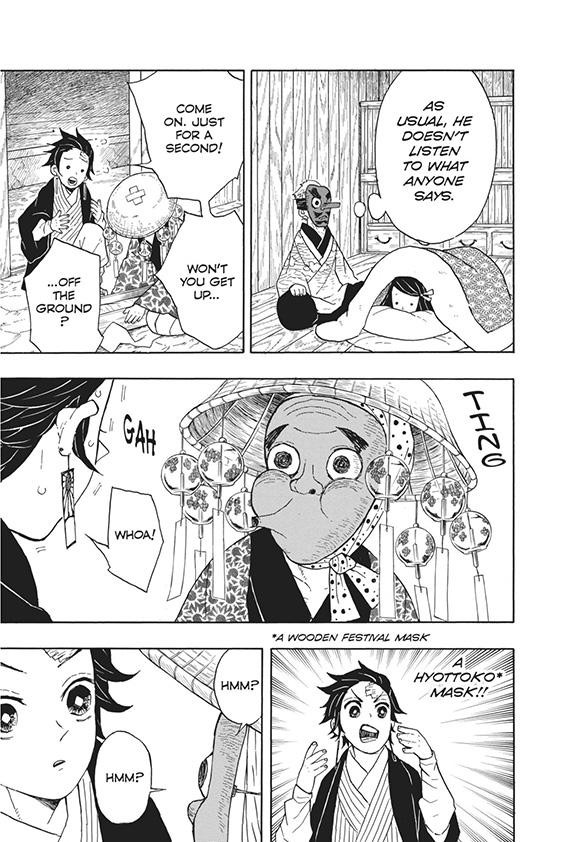 AS
USUAL, HE
DOESN'T
LISTEN
TO WHAT
ANYONE
SAYS.
COME
ON. JUST
FOR A
SECOND!
WON'T
YOU GET
UP...
...OFF
THE
GROUND
?
TING
GAH
WHOA!
*A WOODEN FESTIVAL MASK
A
HYOTTOKO*
MASK!!
HMM?
HMM?